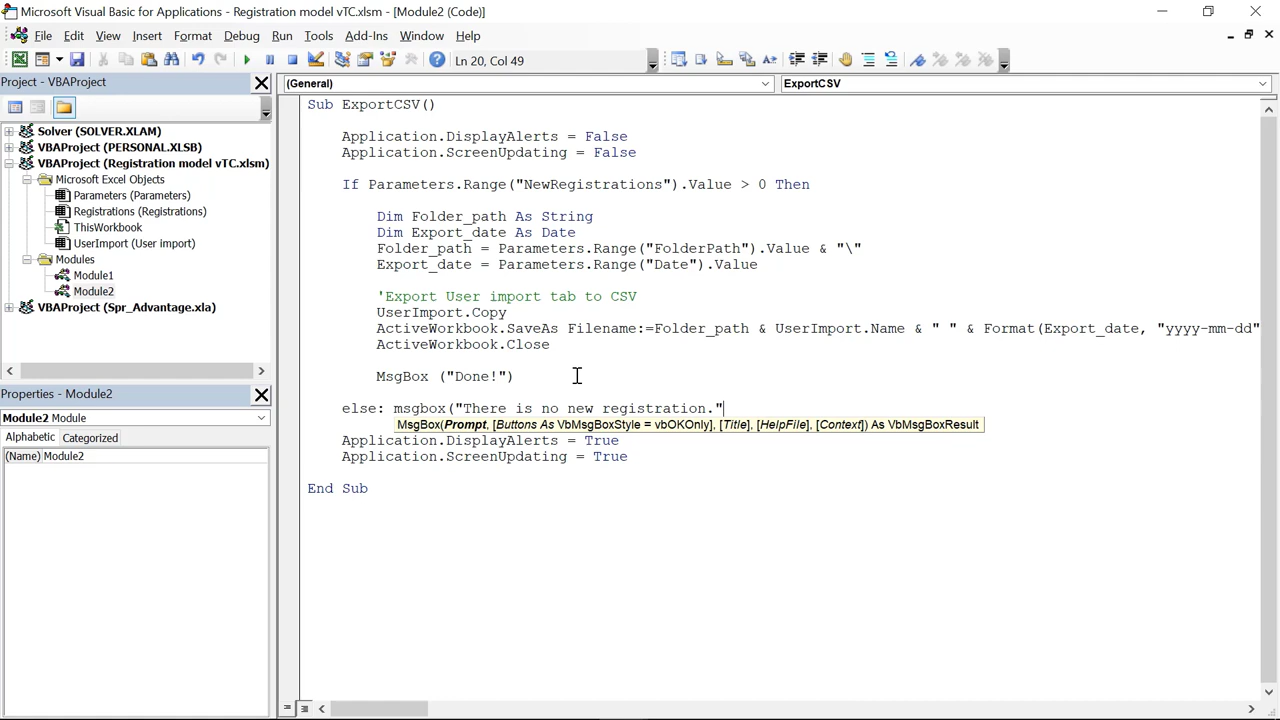 Microsoft Visual Basic for Applications - Registration model vTC.xlsm - [Module2 (Code)]
File Edit View Insert Format Debug Run Tools Add-Ins Window Help
Ln 20, Col 49
Project - VBAProject
(General) ExportCSV
Solver (SOLVER.XLAM)
VBAProject (PERSONAL.XLSB)
VBAProject (Registration model vTC.xlsm)
Microsoft Excel Objects
Parameters (Parameters)
Registrations (Registrations)
ThisWorkbook
UserImport (User import)
Modules
Module1
Module2
VBAProject (Spr_Advantage.xla)
Properties - Module2
Module2 Module
Alphabetic Categorized
(Name) Module2
Sub ExportCSV()
Application.DisplayAlerts = False
Application.ScreenUpdating = False
If Parameters.Range("NewRegistrations").Value > 0 Then
Dim Folder_path As String
Dim Export_date As Date
Folder_path = Parameters.Range("FolderPath").Value & "\"
Export_date = Parameters.Range("Date").Value
'Export User import tab to CSV
UserImport.Copy
ActiveWorkbook.SaveAs Filename:=Folder_path & UserImport.Name & " " & Format(Export_date, "yyyy-mm-dd"
ActiveWorkbook.Close
MsgBox ("Done!")
else: msgbox("There is no new registration."
MsgBox(Prompt, [Buttons As VbMsgBoxStyle = vbOKOnly], [Title], [HelpFile], [Context]) As VbMsgBoxResult
Application.DisplayAlerts = True
Application.ScreenUpdating = True
End Sub